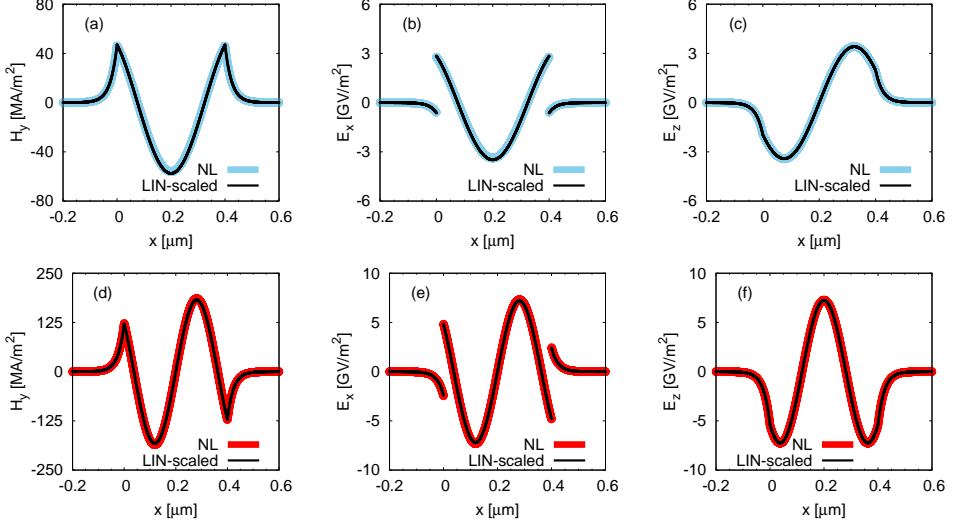 (a)
H_y [MA/m²]
80
40
0
-40
-80
-0.2 0 0.2 0.4 0.6
x [μm]
NL
LIN-scaled
(b)
E_x [GV/m²]
6
3
0
-3
-6
-0.2 0 0.2 0.4 0.6
x [μm]
NL
LIN-scaled
(c)
E_z [GV/m²]
6
3
0
-3
-6
-0.2 0 0.2 0.4 0.6
x [μm]
NL
LIN-scaled
(d)
H_y [MA/m²]
250
125
0
-125
-250
-0.2 0 0.2 0.4 0.6
x [μm]
NL
LIN-scaled
(e)
E_x [GV/m²]
10
5
0
-5
-10
-0.2 0 0.2 0.4 0.6
x [μm]
NL
LIN-scaled
(f)
E_z [GV/m²]
10
5
0
-5
-10
-0.2 0 0.2 0.4 0.6
x [μm]
NL
LIN-scaled